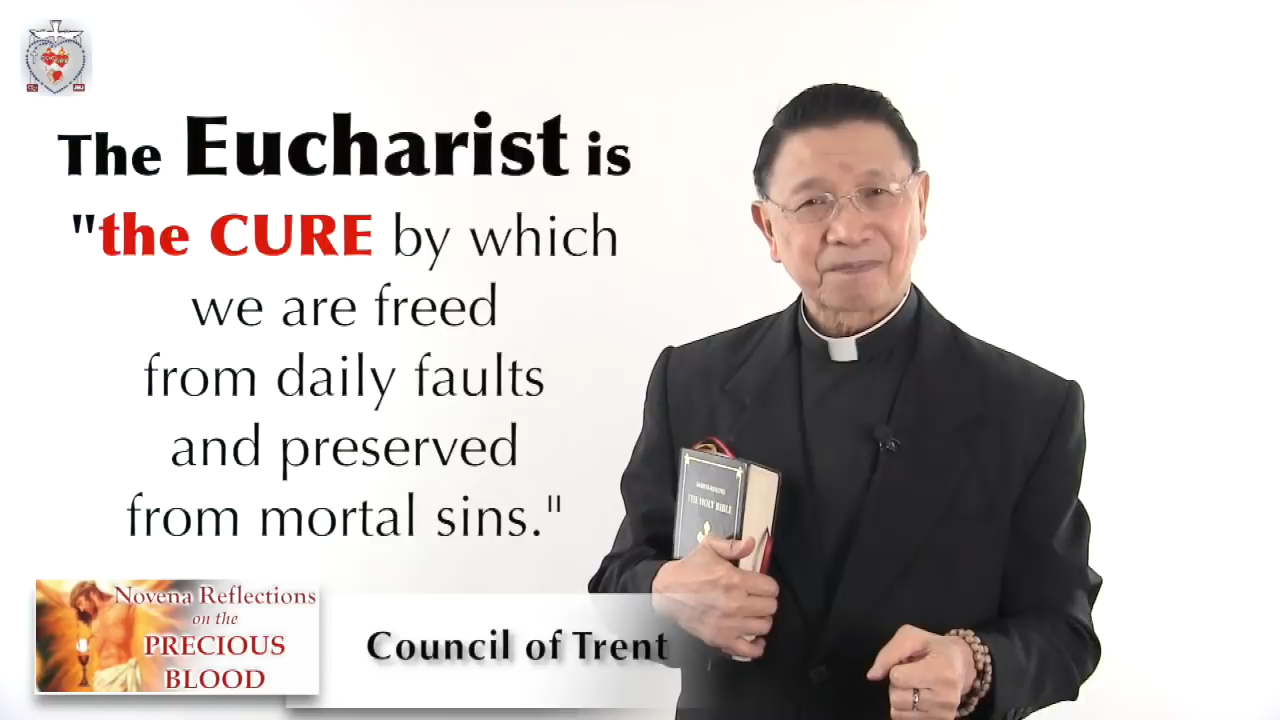 The Eucharist is
"the CURE by which
we are freed
from daily faults
and preserved
from mortal sins."
THE HOLY BIBLE
Novena Reflections
on the
PRECIOUS
BLOOD
Council of Trent